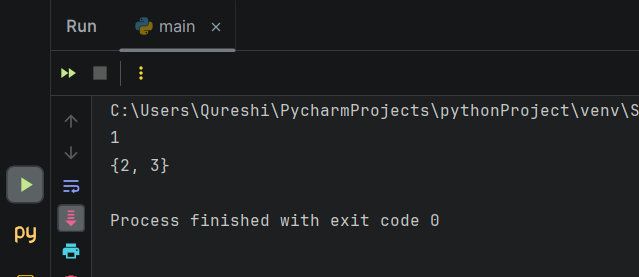 Run
main
C:\Users\Qureshi\PycharmProjects\pythonProject\venv\S
1
{2, 3}
Process finished with exit code 0
py